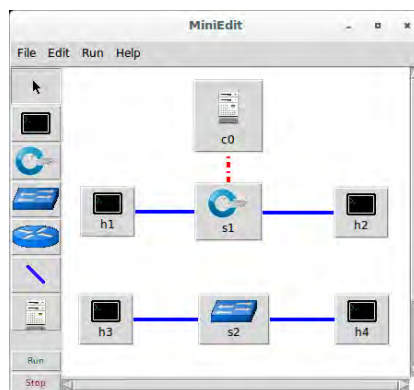 MiniEdit
File Edit Run Help
c0
h1
s1
h2
h3
s2
h4
Run
Stop